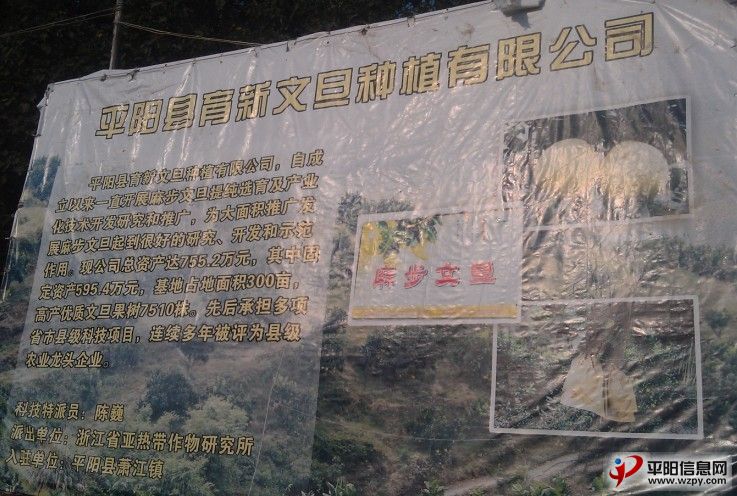 平阳县育新文旦种植有限公司
平阳县育新文旦种植有限公司，自成
立以来一直开展麻步文旦提纯选育及产业
化技术开发研究和推广，为大面积推广发
展麻步文旦起到很好的研究、开发和示范
作用。现公司总资产达755.2万元，其中固
定资产595.4万元，基地占地面积300亩，
高产优质文旦果树7510株。先后承担多项
省市县级科技项目，连续多年被评为县级
农业龙头企业。
麻步文旦
科技特派员：陈巍
派出单位：浙江省亚热带作物研究所
入驻单位：平阳县萧江镇
平阳信息网
www.wzpy.com